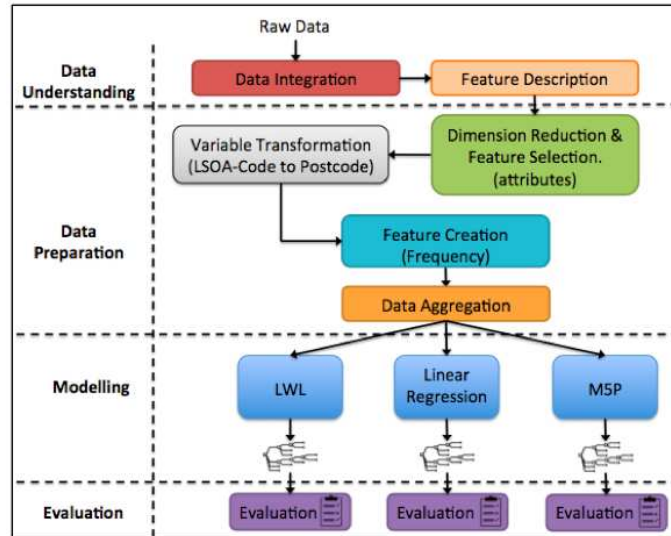 Raw Data
Data
Understanding
Data Integration
Feature Description
Variable Transformation
(LSOA-Code to Postcode)
Dimension Reduction &
Feature Selection.
(attributes)
Data
Preparation
Feature Creation
(Frequency)
Data Aggregation
Modelling
LWL
Linear
Regression
M5P
Evaluation
Evaluation
Evaluation
Evaluation